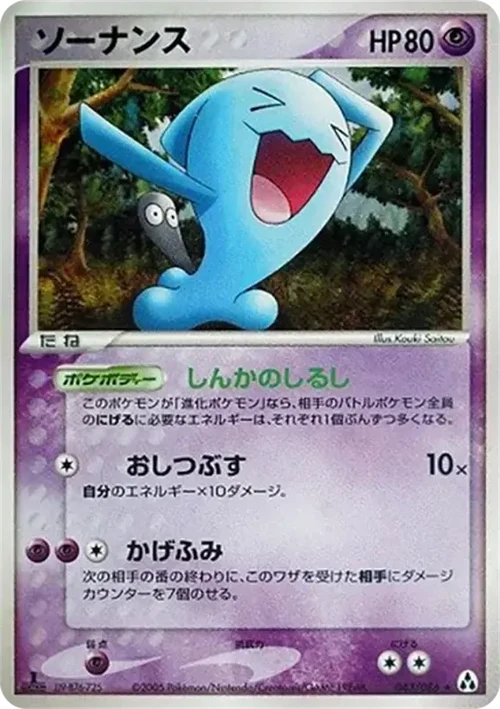 ソーナンス HP80
たね
Illus. Kouki Saitou
ポケボディー しんかのしるし
このポケモンが「進化ポケモン」なら、相手のバトルポケモン全員
のにげるに必要なエネルギーは、それぞれ1個ぶんずつ多くなる。
おしつぶす 10×
自分のエネルギー×10ダメージ。
かげふみ
次の相手の番の終わりに、このワザを受けた相手にダメージ
カウンターを7個のせる。
弱点 抵抗力 にげる
©2005 Pokémon/Nintendo/Creatures/GAME FREAK.